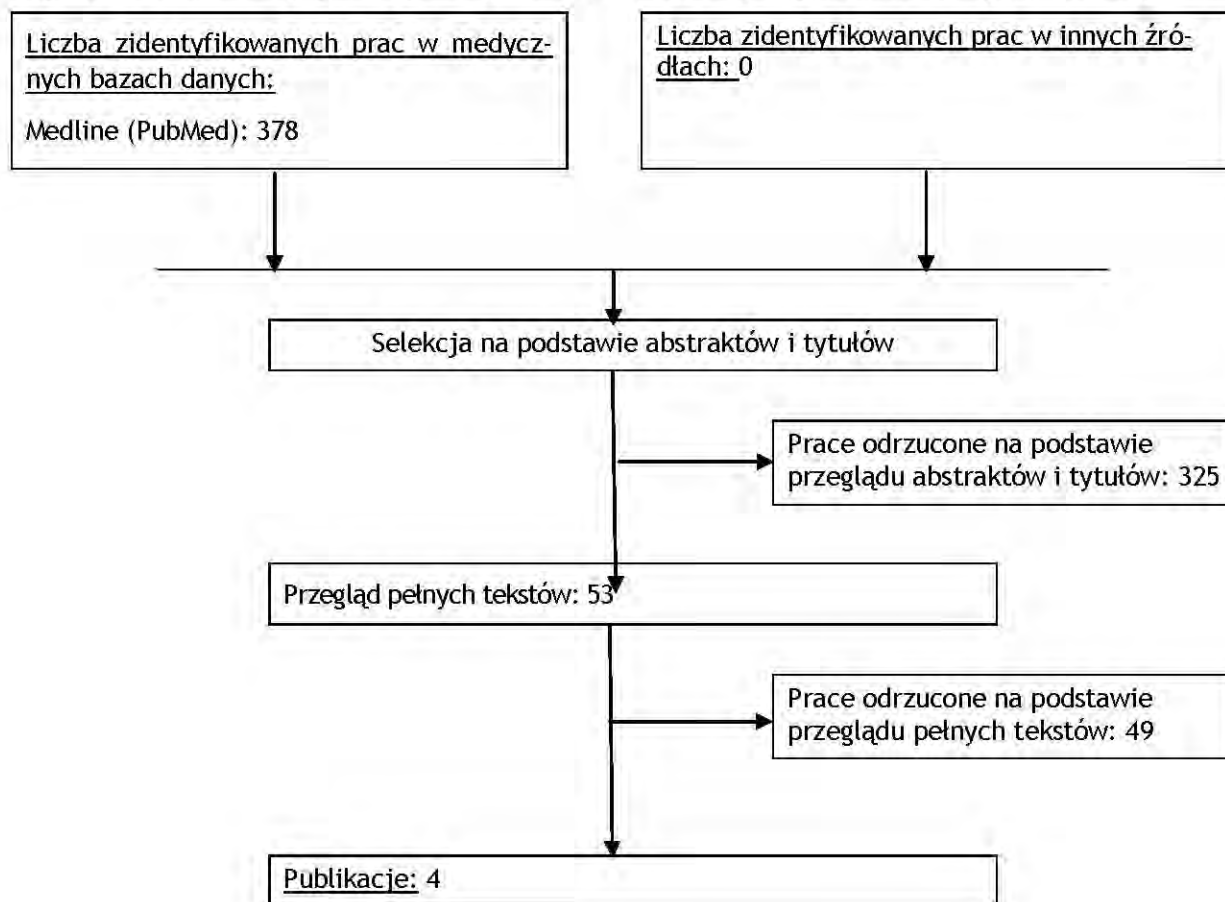 Liczba zidentyfikowanych prac w medycz-
nych bazach danych:
Medline (PubMed): 378
Liczba zidentyfikowanych prac w innych źró-
dłach: 0
Selekcja na podstawie abstraktów i tytułów
Prace odrzucone na podstawie
przeglądu abstraktów i tytułów: 325
Przegląd pełnych tekstów: 53
Prace odrzucone na podstawie
przeglądu pełnych tekstów: 49
Publikacje: 4